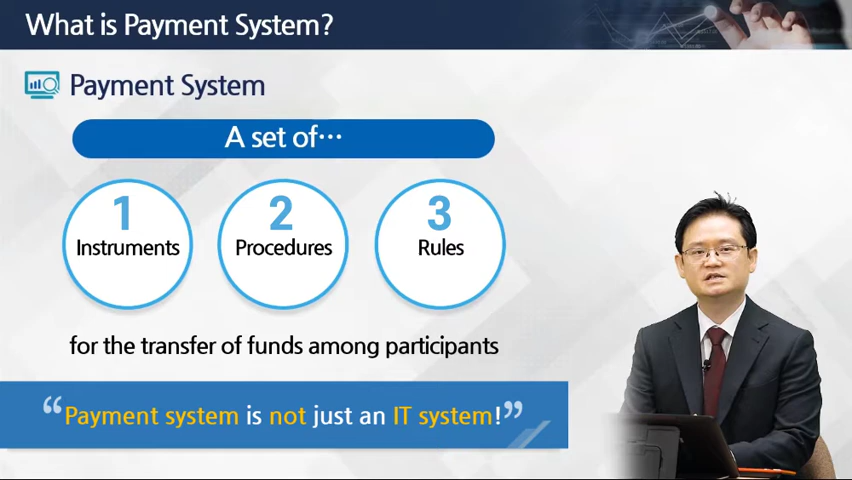 What is Payment System?
Payment System
A set of…
1
Instruments
2
Procedures
3
Rules
for the transfer of funds among participants
“Payment system is not just an IT system!”